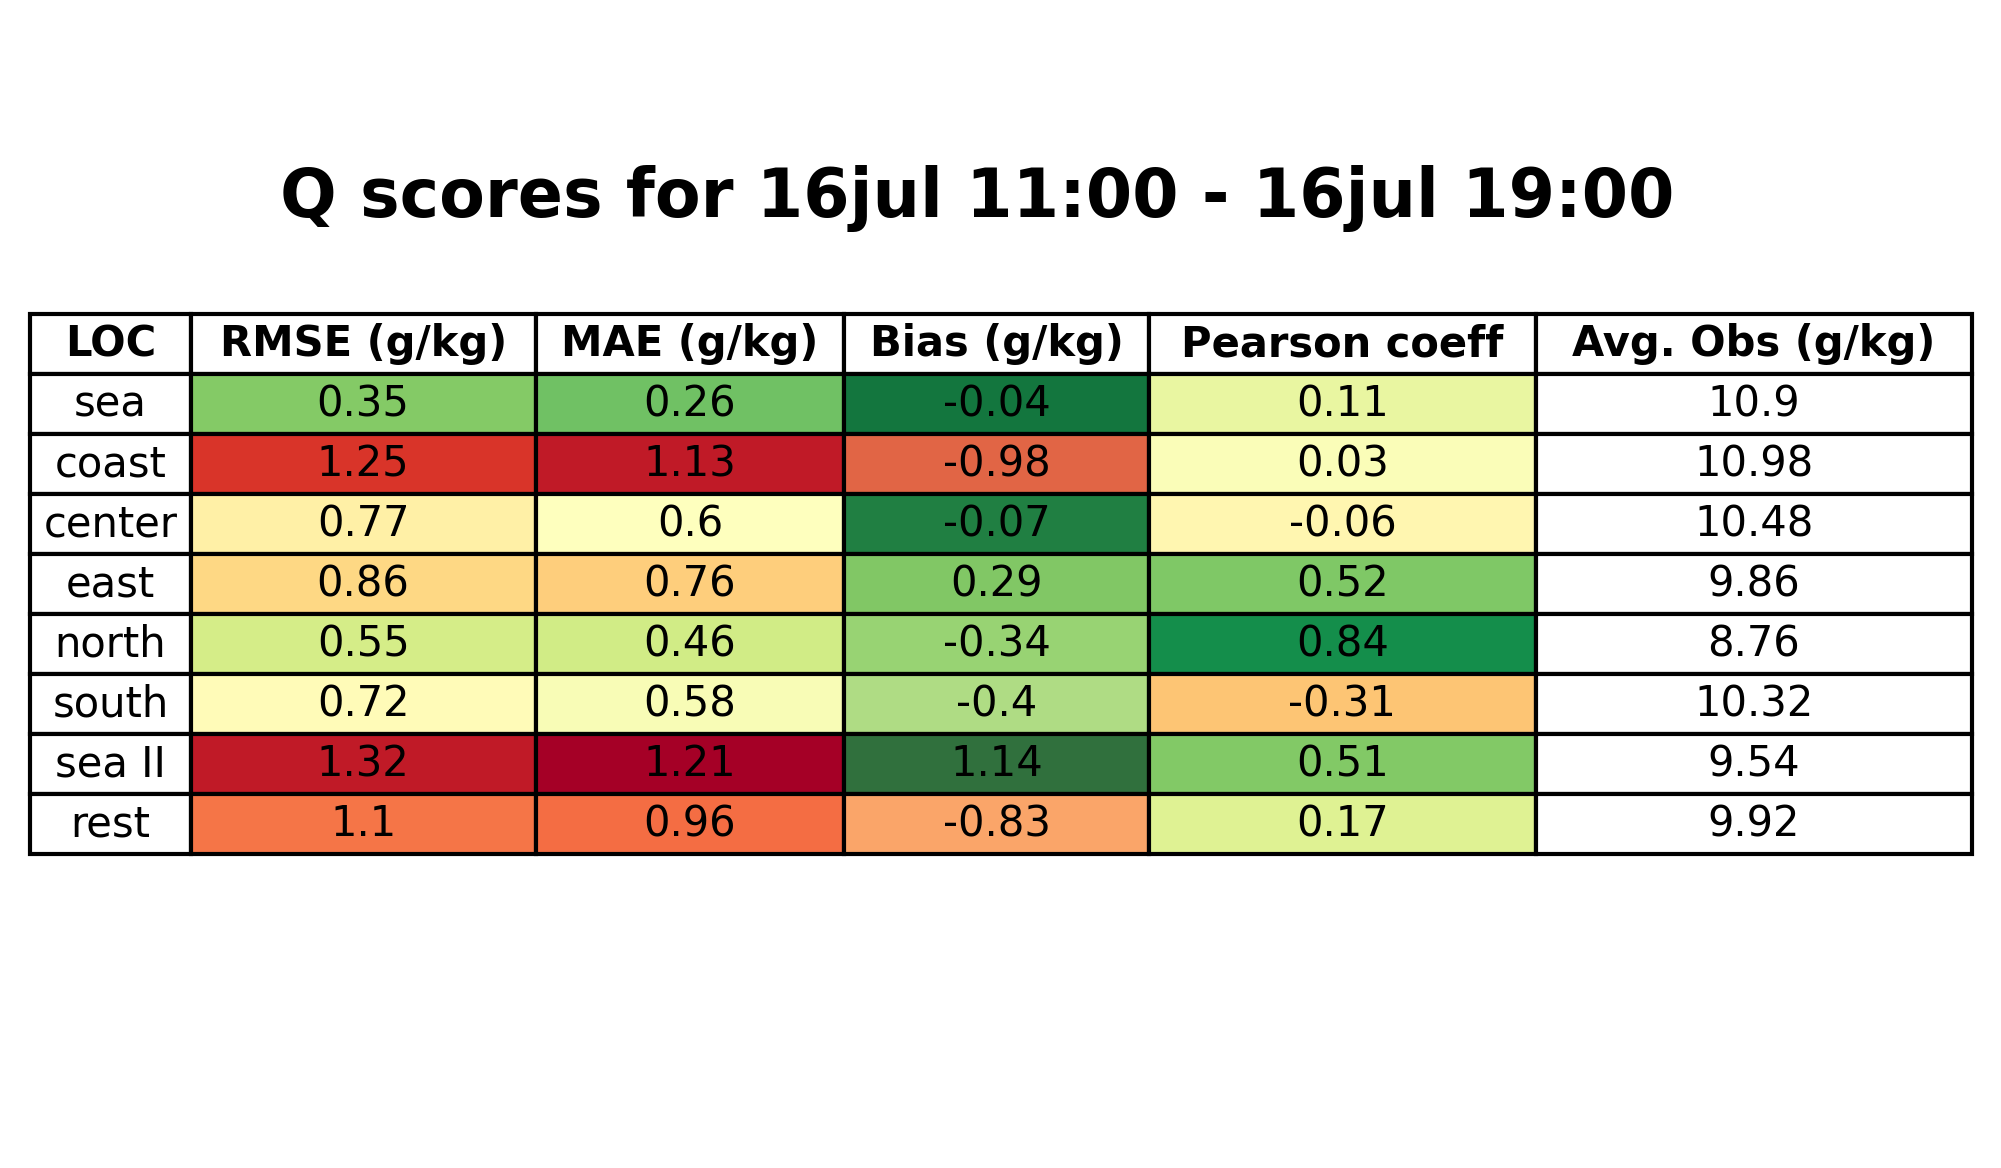 Q scores for 16jul 11:00 - 16jul 19:00
LOC RMSE (g/kg) MAE (g/kg) Bias (g/kg) Pearson coeff Avg. Obs (g/kg)
sea 0.35 0.26 -0.04 0.11 10.9
coast 1.25 1.13 -0.98 0.03 10.98
center 0.77 0.6 -0.07 -0.06 10.48
east 0.86 0.76 0.29 0.52 9.86
north 0.55 0.46 -0.34 0.84 8.76
south 0.72 0.58 -0.4 -0.31 10.32
sea II 1.32 1.21 1.14 0.51 9.54
rest 1.1 0.96 -0.83 0.17 9.92